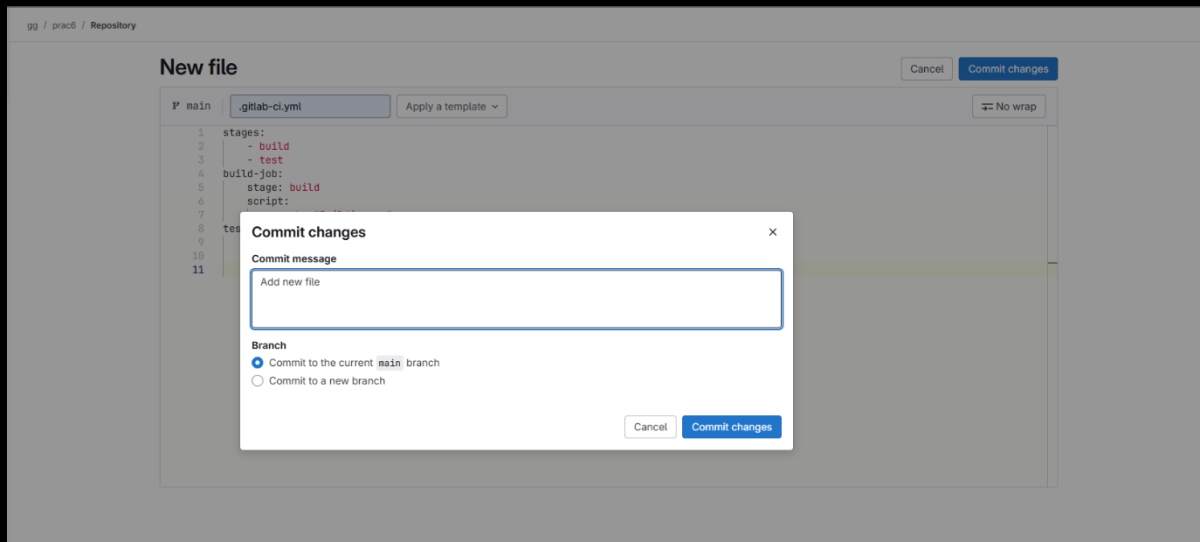 gg / prac6 / Repository
New file
Cancel
Commit changes
main
.gitlab-ci.yml
Apply a template
No wrap
1 stages:
2 - build
3 - test
4 build-job:
5 stage: build
6 script:
7
8 tes
9
10
11
Commit changes
Commit message
Add new file
Branch
Commit to the current main branch
Commit to a new branch
Cancel
Commit changes